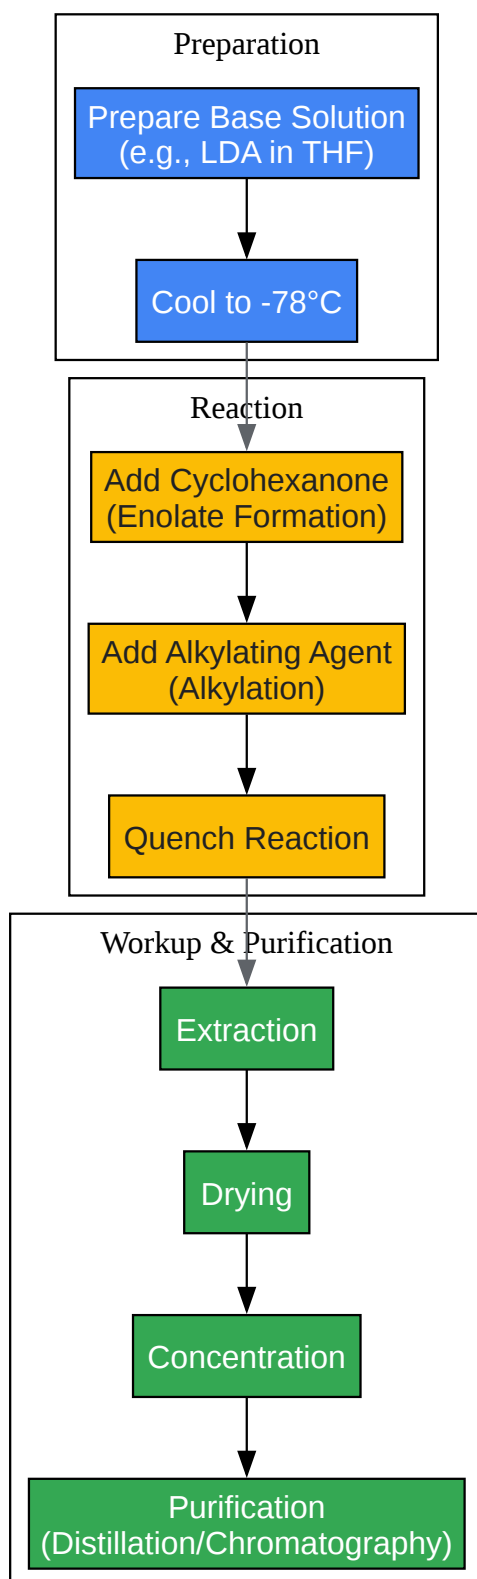 Preparation
Prepare Base Solution
(e.g., LDA in THF)
Cool to -78°C
Reaction
Add Cyclohexanone
(Enolate Formation)
Add Alkylating Agent
(Alkylation)
Quench Reaction
Workup & Purification
Extraction
Drying
Concentration
Purification
(Distillation/Chromatography)